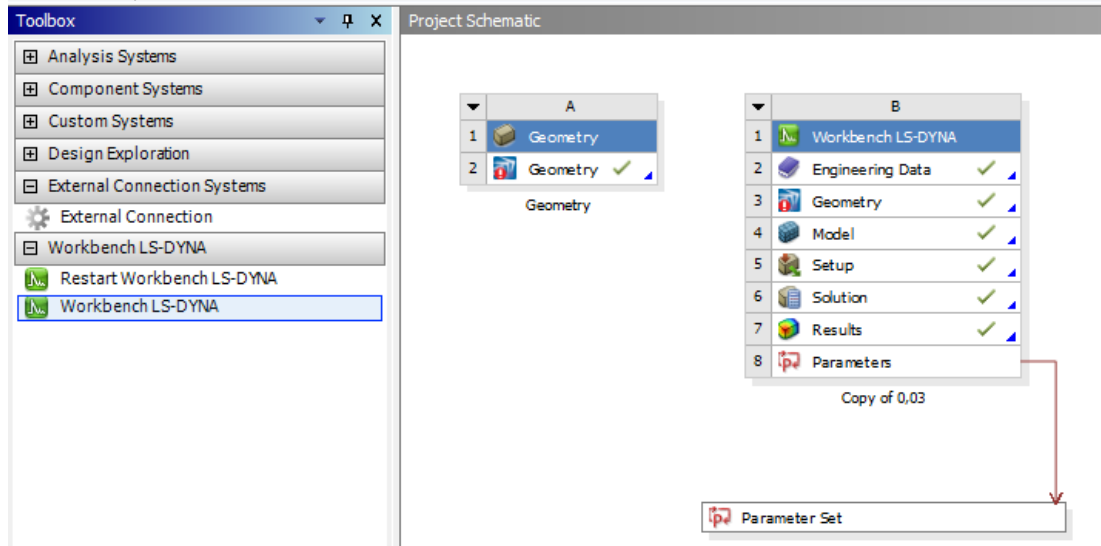 Toolbox
Project Schematic
Analysis Systems
Component Systems
Custom Systems
Design Exploration
External Connection Systems
External Connection
Workbench LS-DYNA
Restart Workbench LS-DYNA
Workbench LS-DYNA
A
1 Geometry
2 Geometry
Geometry
B
1 Workbench LS-DYNA
2 Engineering Data
3 Geometry
4 Model
5 Setup
6 Solution
7 Results
8 Parameters
Copy of 0,03
Parameter Set